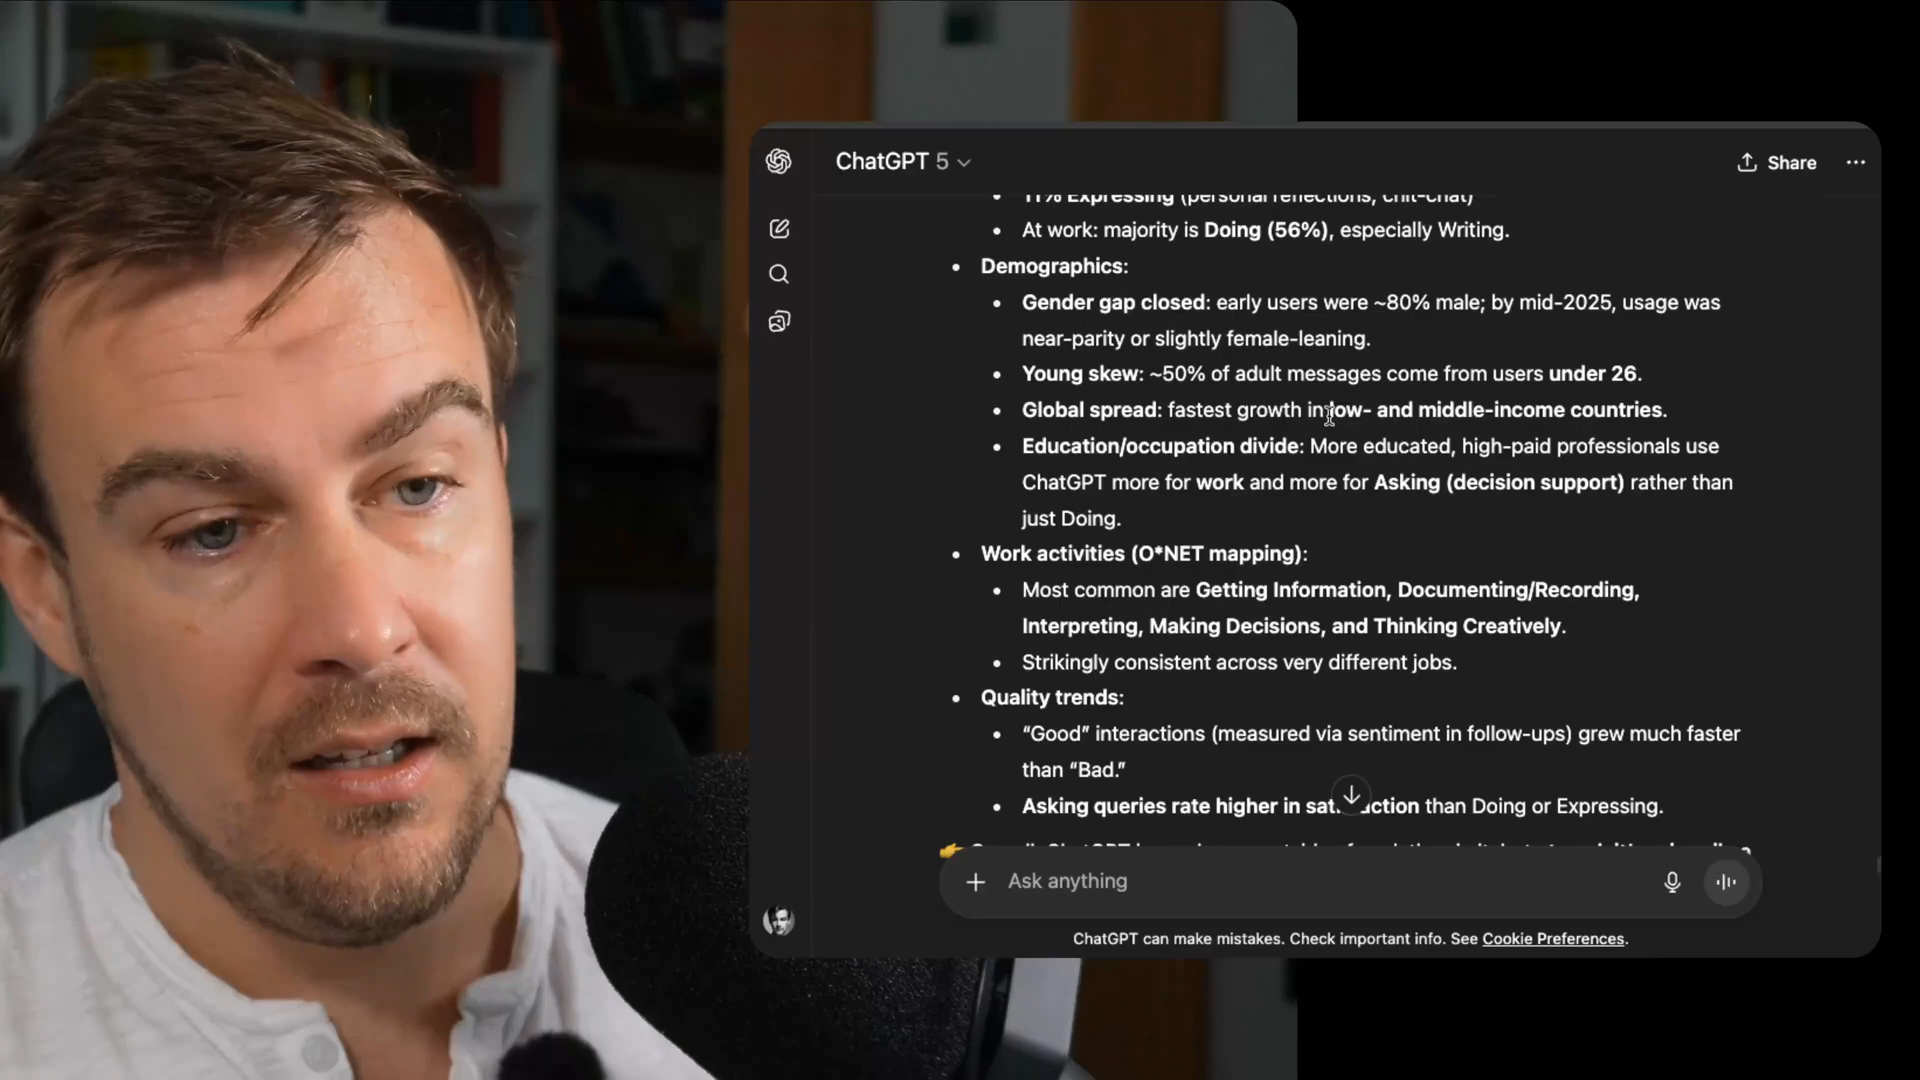 ChatGPT 5
Share
11% Expressing (personal reflections, chit-chat)
At work: majority is Doing (56%), especially Writing.
Demographics:
Gender gap closed: early users were ~80% male; by mid-2025, usage was
near-parity or slightly female-leaning.
Young skew: ~50% of adult messages come from users under 26.
Global spread: fastest growth in low- and middle-income countries.
Education/occupation divide: More educated, high-paid professionals use
ChatGPT more for work and more for Asking (decision support) rather than
just Doing.
Work activities (O*NET mapping):
Most common are Getting Information, Documenting/Recording,
Interpreting, Making Decisions, and Thinking Creatively.
Strikingly consistent across very different jobs.
Quality trends:
“Good” interactions (measured via sentiment in follow-ups) grew much faster
than “Bad.”
Asking queries rate higher in satisfaction than Doing or Expressing.
Ask anything
ChatGPT can make mistakes. Check important info. See Cookie Preferences.